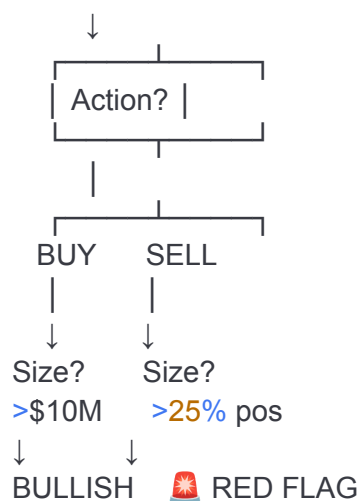 Action?
BUY SELL
Size? Size?
>$10M >25% pos
BULLISH 🚨 RED FLAG